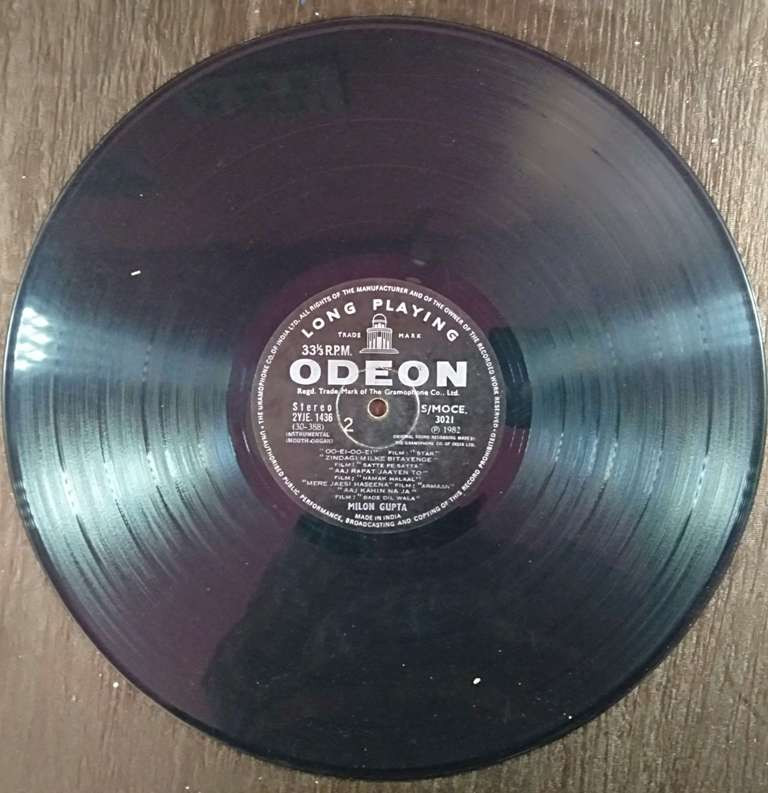 THE GRAMOPHONE CO. OF INDIA LTD. ALL RIGHTS OF THE MANUFACTURER AND OF THE OWNER OF THE RECORDED WORK RESERVED
UNAUTHORISED PUBLIC PERFORMANCE, BROADCASTING AND COPYING OF THIS RECORD PROHIBITED
LONG PLAYING
TRADE MARK
33⅓ R.P.M.
ODEON
Regd. Trade Mark of The Gramophone Co., Ltd.
Stereo S/MOCE.
2YJE. 1436 3021
(30-388) 2 Ⓟ 1982
INSTRUMENTAL ORIGINAL SOUND RECORDING MADE BY
(MOUTH-ORGAN) THE GRAMOPHONE CO. OF INDIA LTD.
"OO-EI-OO-EI" FILM: "STAR"
ZINDAGI MILKE BITAYENGE
FILM: "SATTE PE SATTA"
"AAJ RAPAT JAAYEN TO"
FILM: "NAMAK HALAAL"
"MERE JAESI HASEENA" FILM: "ARMAAN"
"AAJ KAHIN NA JA"
FILM: "BADE DIL WALA"
MILON GUPTA
MADE IN INDIA